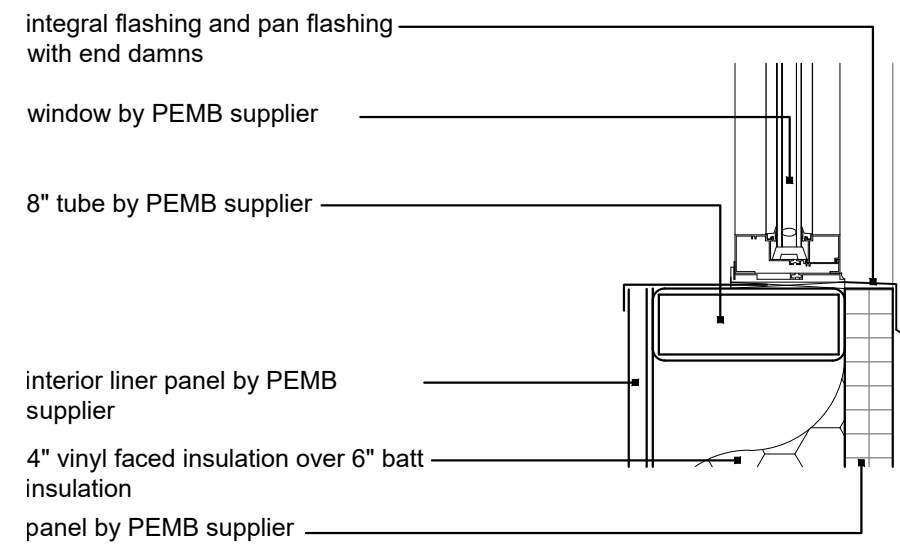 integral flashing and pan flashing
with end damns
window by PEMB supplier
8" tube by PEMB supplier
interior liner panel by PEMB
supplier
4" vinyl faced insulation over 6" batt
insulation
panel by PEMB supplier